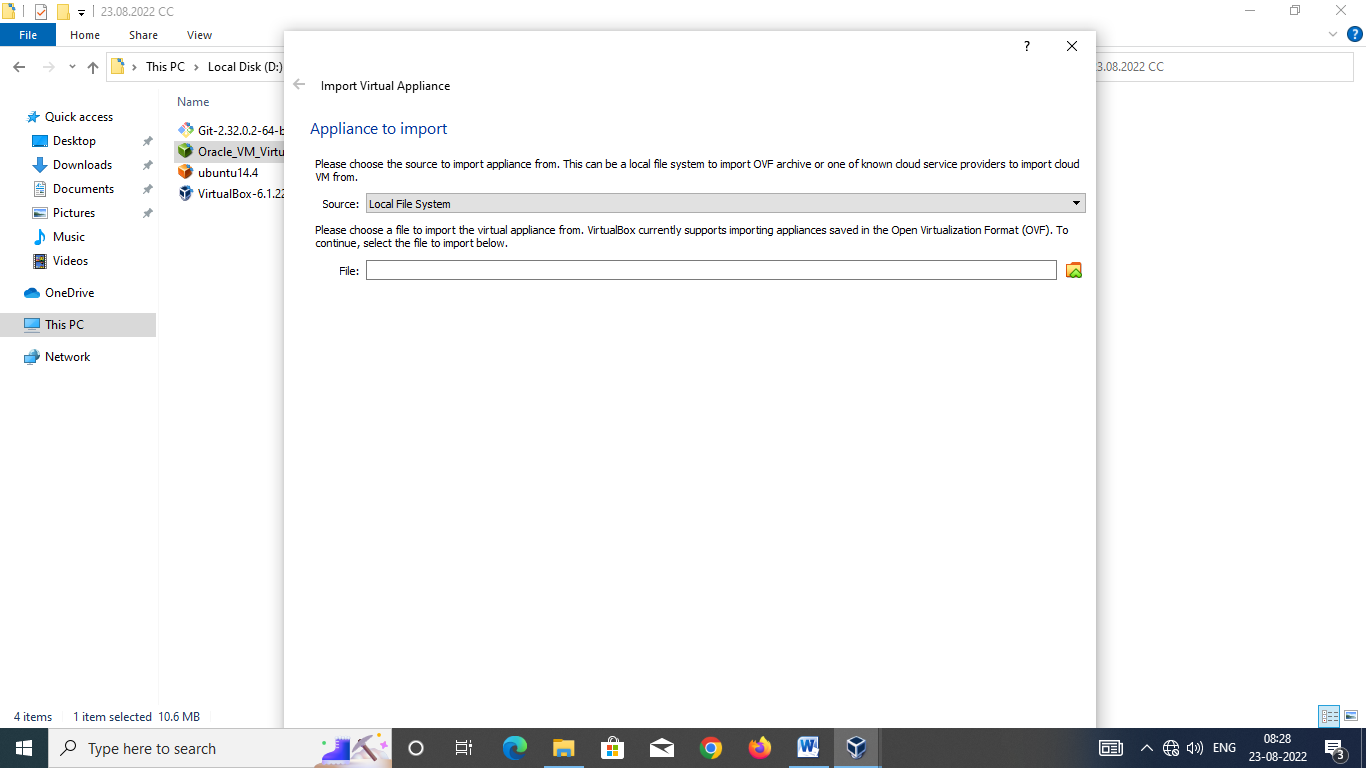 23.08.2022 CC
File Home Share View
This PC Local Disk (D:)
3.08.2022 CC
Quick access
Desktop
Downloads
Documents
Pictures
Music
Videos
OneDrive
This PC
Network
Name
Git-2.32.0.2-64-b
Oracle_VM_Virtu
ubuntu14.4
VirtualBox-6.1.22
?
Import Virtual Appliance
Appliance to import
Please choose the source to import appliance from. This can be a local file system to import OVF archive or one of known cloud service providers to import cloud
VM from.
Source: Local File System
Please choose a file to import the virtual appliance from. VirtualBox currently supports importing appliances saved in the Open Virtualization Format (OVF). To
continue, select the file to import below.
File:
4 items 1 item selected 10.6 MB
Type here to search
ENG
08:28
23-08-2022
3